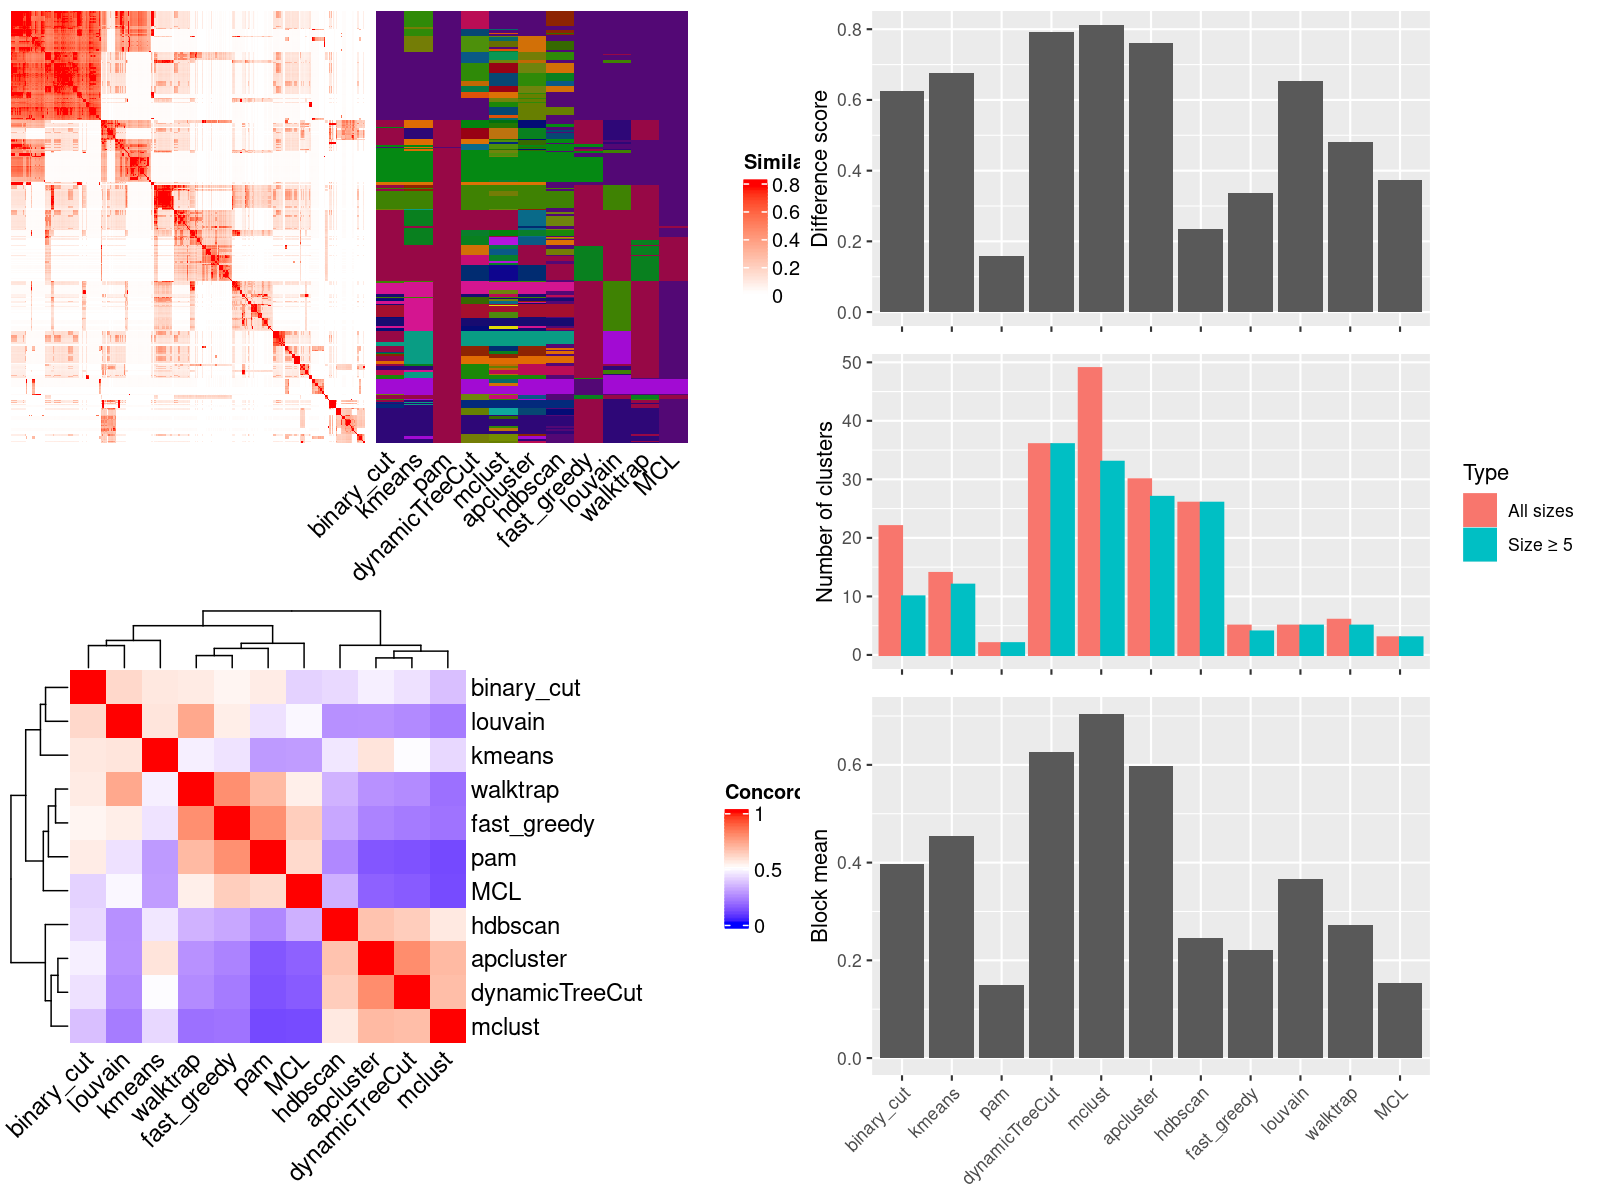 Simila
0.8
0.6
0.4
0.2
0
binary_cut
kmeans
pam
dynamicTreeCut
mclust
apcluster
hdbscan
fast_greedy
louvain
walktrap
MCL
binary_cut
louvain
kmeans
walktrap
fast_greedy
pam
MCL
hdbscan
apcluster
dynamicTreeCut
mclust
binary_cut
louvain
kmeans
walktrap
fast_greedy
pam
MCL
hdbscan
apcluster
dynamicTreeCut
mclust
Concord
1
0.5
0
Difference score
0.8
0.6
0.4
0.2
0.0
Number of clusters
50
40
30
20
10
0
Type
All sizes
Size ≥ 5
Block mean
0.6
0.4
0.2
0.0
binary_cut
kmeans
pam
dynamicTreeCut
mclust
apcluster
hdbscan
fast_greedy
louvain
walktrap
MCL